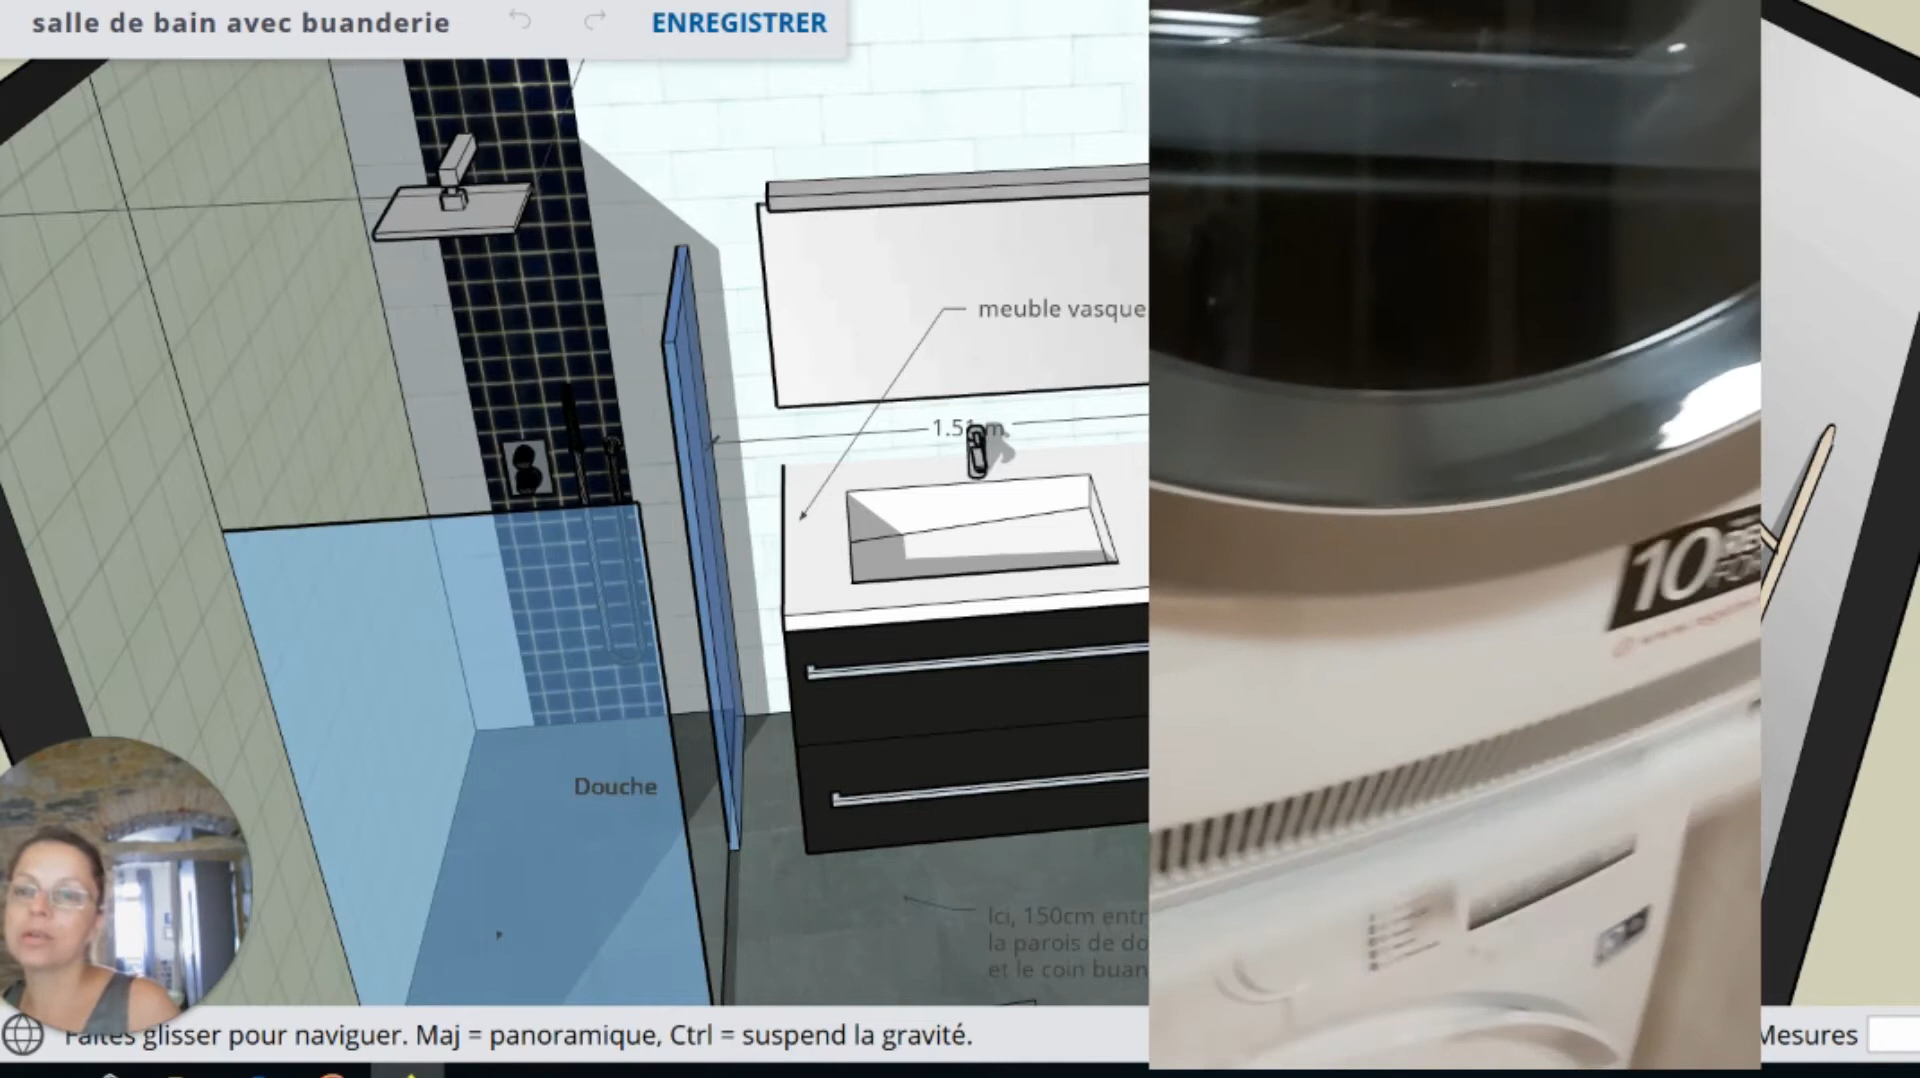 salle de bain avec buanderie
ENREGISTRER
meuble vasque
Douche
Ici, 150cm entr
la parois de do
et le coin buan
10
Faites glisser pour naviguer. Maj = panoramique, Ctrl = suspend la gravité.
Mesures